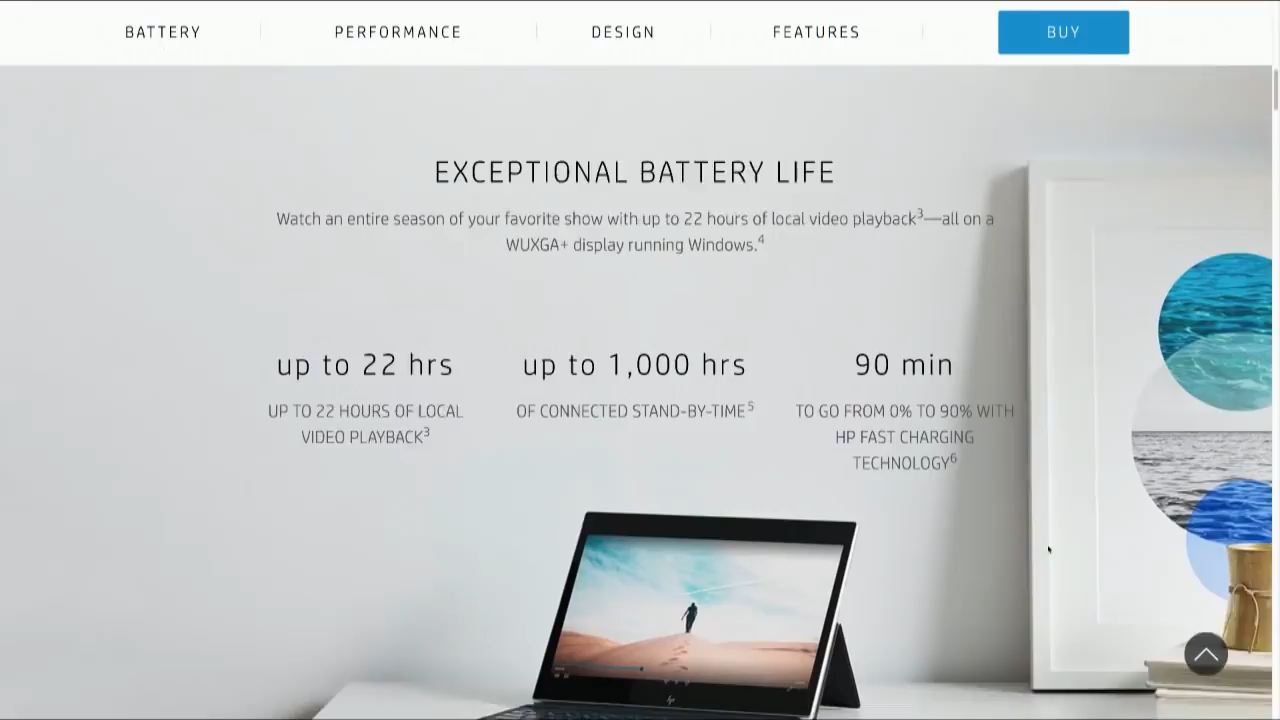 BATTERY
PERFORMANCE
DESIGN
FEATURES
BUY
EXCEPTIONAL BATTERY LIFE
Watch an entire season of your favorite show with up to 22 hours of local video playback³—all on a
WUXGA+ display running Windows.⁴
up to 22 hrs
UP TO 22 HOURS OF LOCAL
VIDEO PLAYBACK³
up to 1,000 hrs
OF CONNECTED STAND-BY-TIME⁵
90 min
TO GO FROM 0% TO 90% WITH
HP FAST CHARGING
TECHNOLOGY⁶
hp